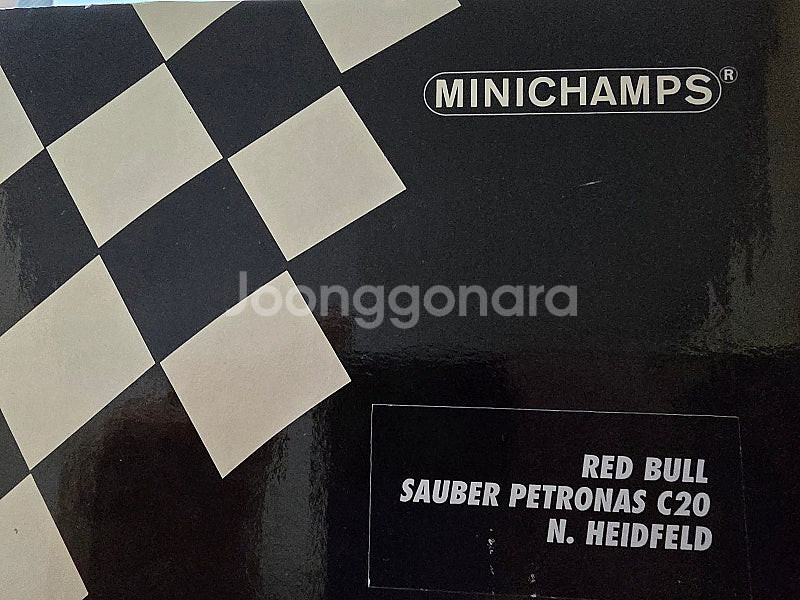 MINICHAMPS®
Joonggonara
RED BULL
SAUBER PETRONAS C20
N. HEIDFELD